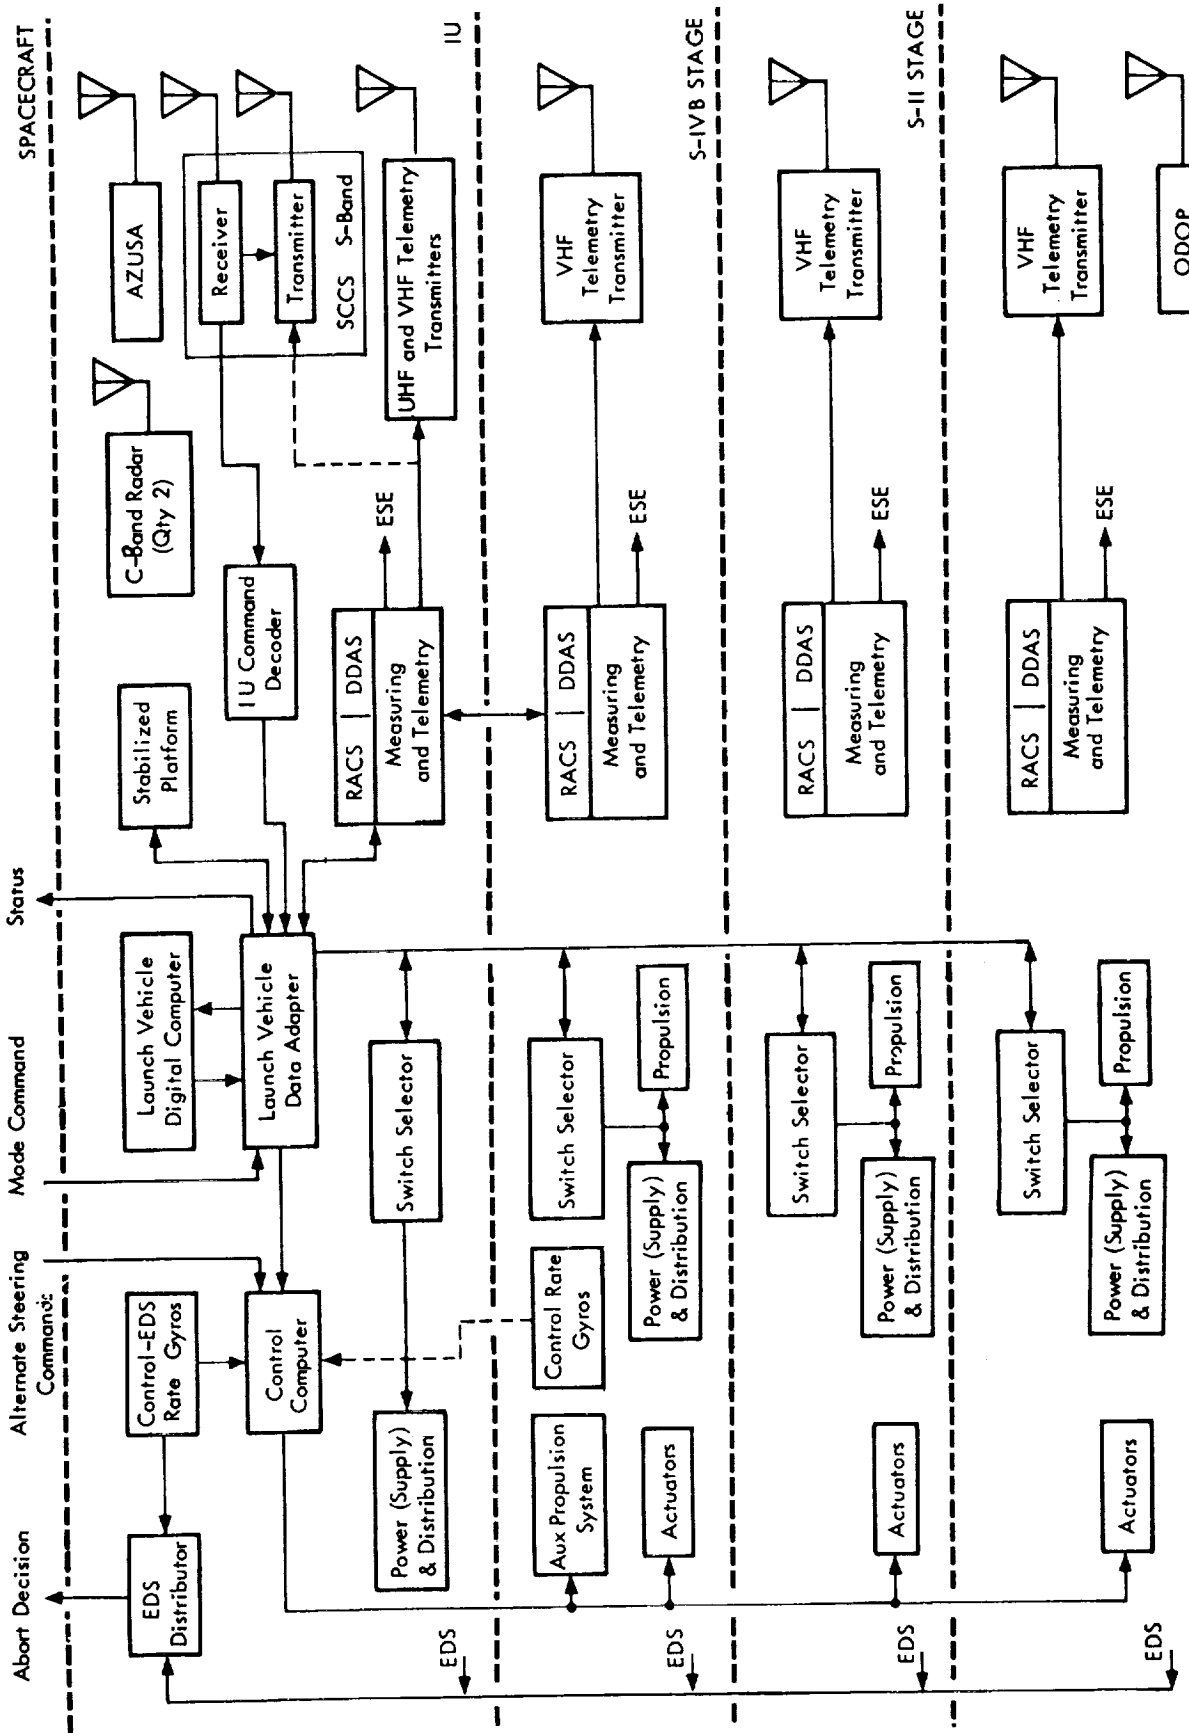 Abort Decision
Alternate Steering
Commands
Mode Command
Status
SPACECRAFT
EDS
Distributor
Control-EDS
Rate Gyros
Launch Vehicle
Digital Computer
Stabilized
Platform
C-Band Radar
(Qty 2)
AZUSA
Control
Computer
Launch Vehicle
Data Adapter
IU Command
Decoder
Receiver
Transmitter
SCCS S-Band
Power (Supply)
& Distribution
Switch Selector
RACS | DDAS
Measuring
and Telemetry
ESE
UHF and VHF Telemetry
Transmitters
EDS
IU
Aux Propulsion
System
Control Rate
Gyros
Switch Selector
RACS | DDAS
Measuring
and Telemetry
ESE
VHF
Telemetry
Transmitter
Actuators
Power (Supply)
& Distribution
Propulsion
EDS
S-IVB STAGE
Switch Selector
RACS | DDAS
Measuring
and Telemetry
ESE
VHF
Telemetry
Transmitter
Actuators
Power (Supply)
& Distribution
Propulsion
EDS
S-II STAGE
Switch Selector
RACS | DDAS
Measuring
and Telemetry
ESE
VHF
Telemetry
Transmitter
Actuators
Power (Supply)
& Distribution
Propulsion
EDS
ODOP